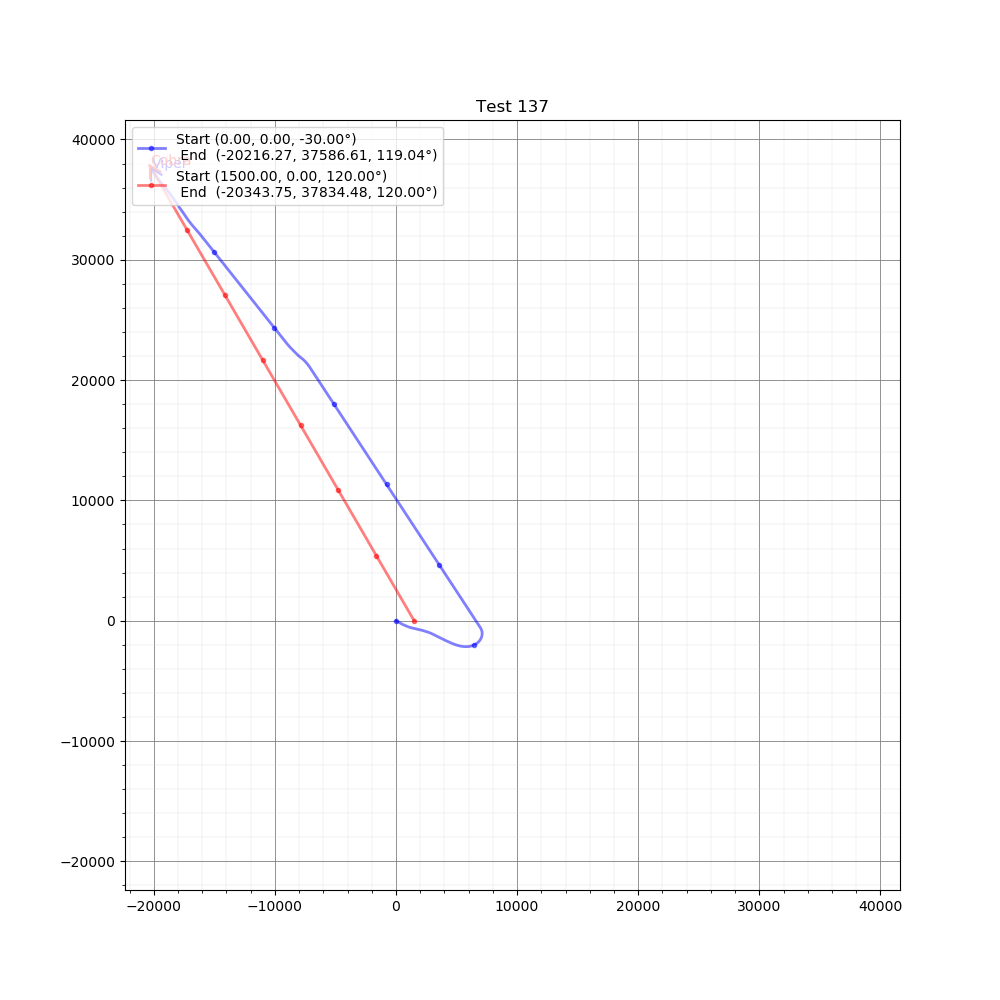 Test 137
Start (0.00, 0.00, -30.00°)
End (-20216.27, 37586.61, 119.04°)
Start (1500.00, 0.00, 120.00°)
End (-20343.75, 37834.48, 120.00°)
40000
30000
20000
10000
0
−10000
−20000
−20000 −10000 0 10000 20000 30000 40000